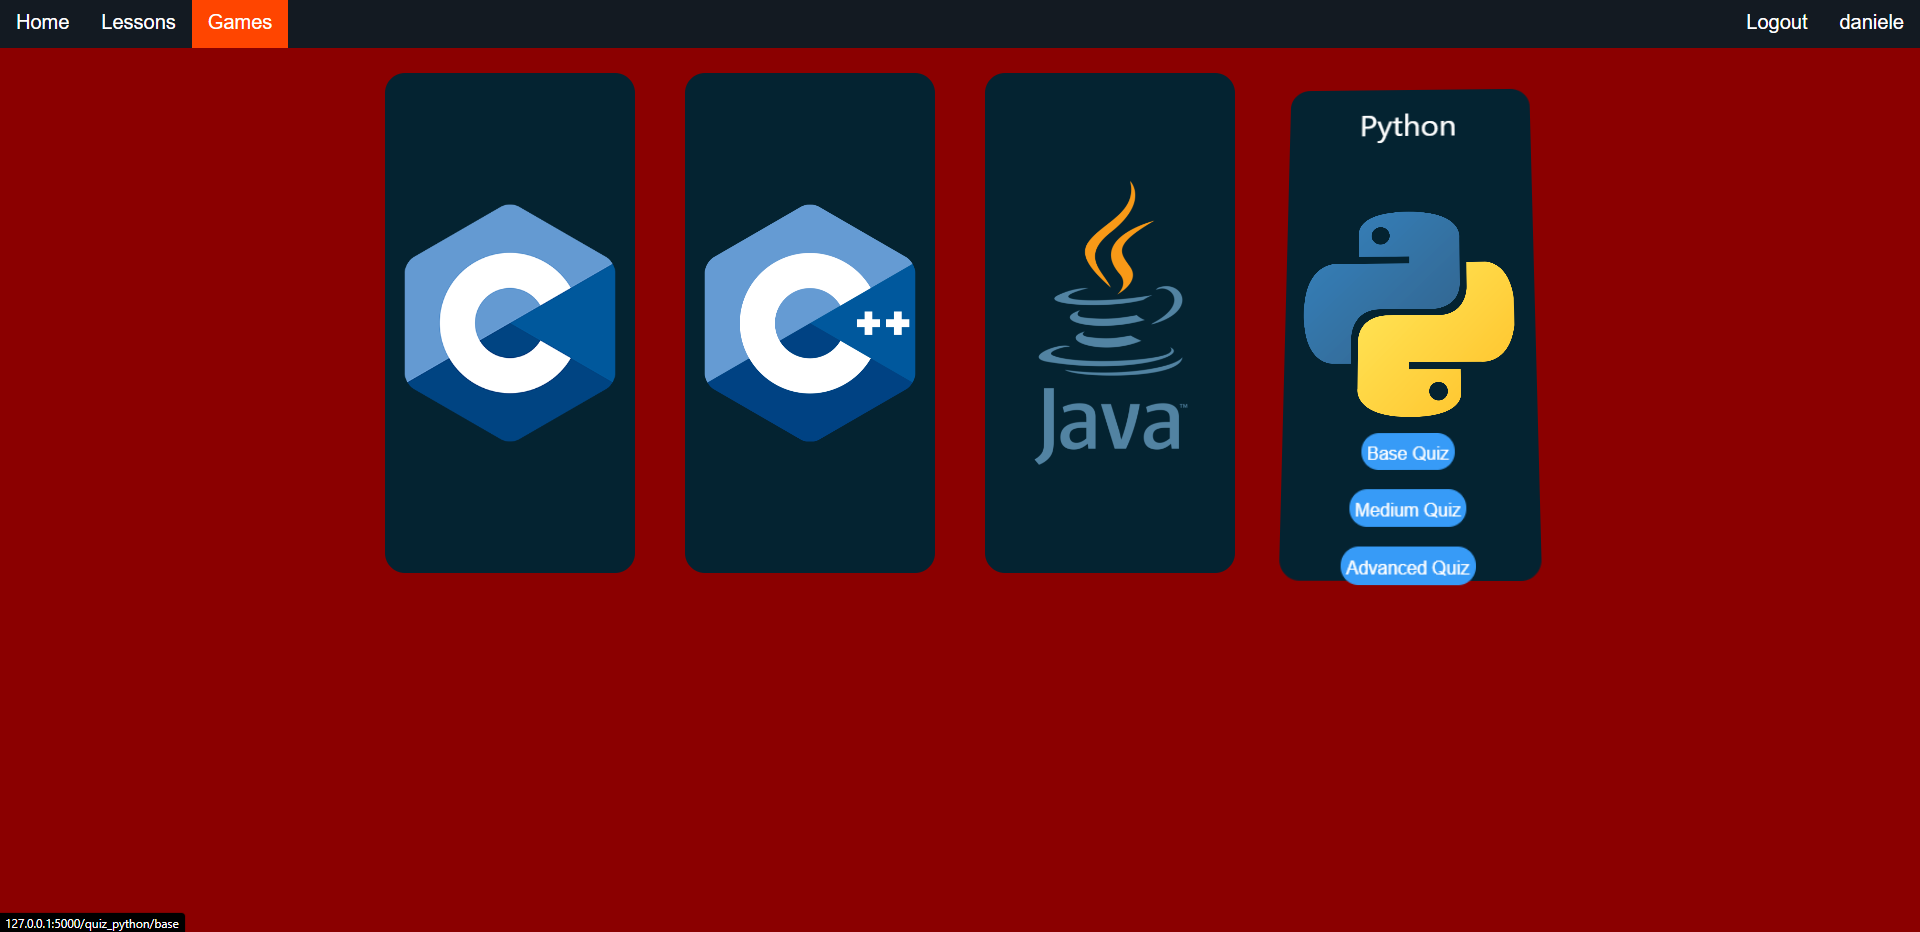 Home Lessons Games Logout daniele
Python
C
C++
Java™
Base Quiz
Medium Quiz
Advanced Quiz
127.0.0.1:5000/quiz_python/base